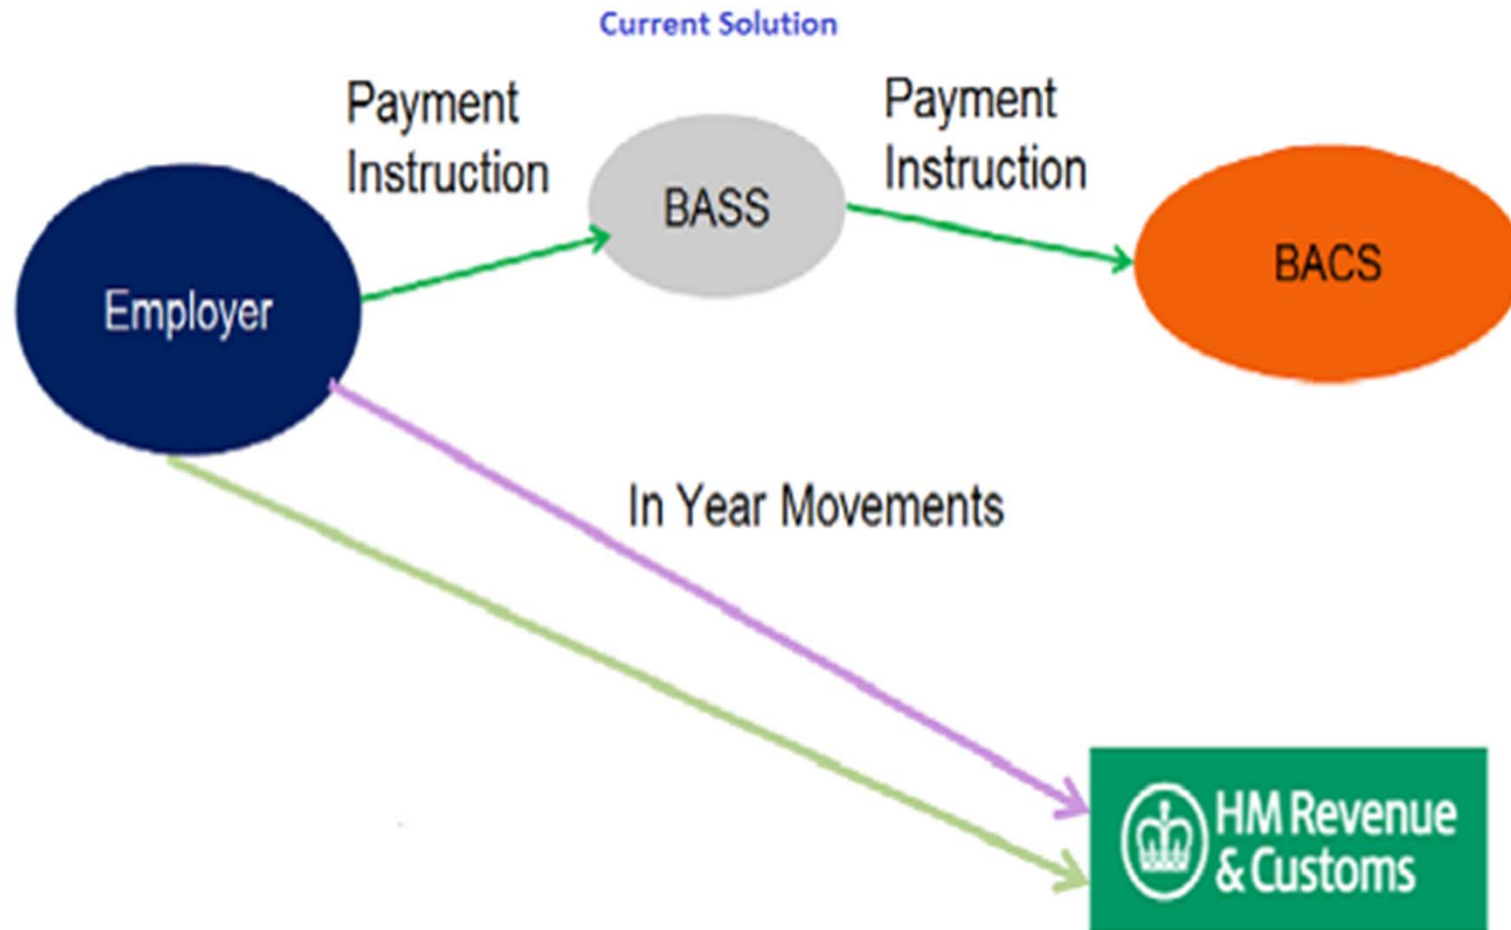 Current Solution
Payment
Instruction
Payment
Instruction
BASS
BACS
Employer
In Year Movements
HM Revenue
& Customs